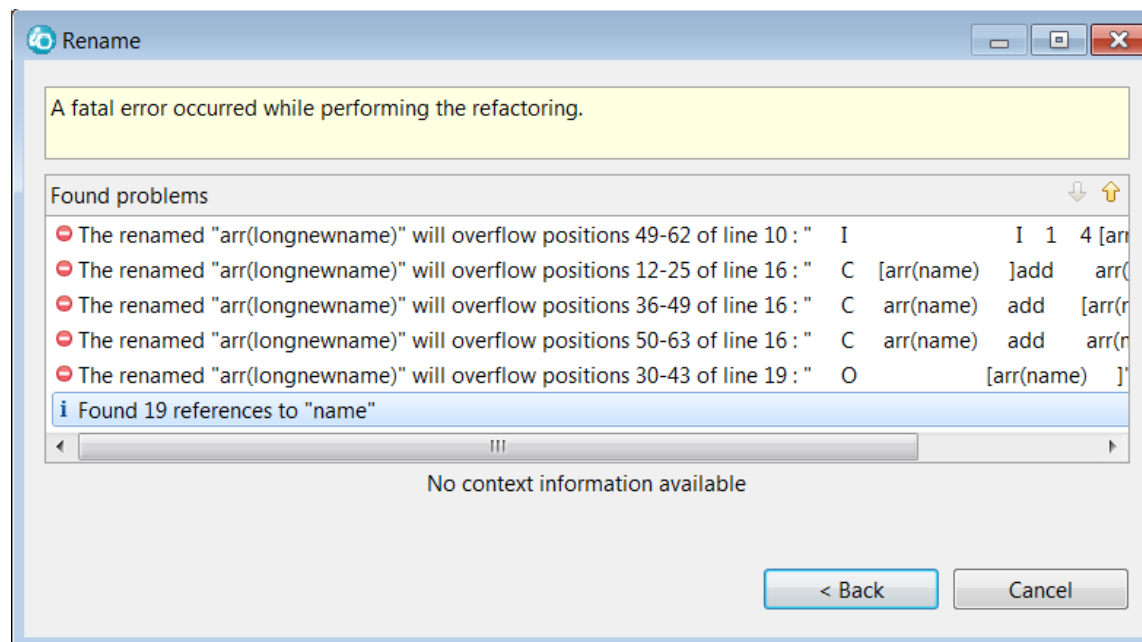 Rename
A fatal error occurred while performing the refactoring.
Found problems
The renamed "arr(longnewname)" will overflow positions 49-62 of line 10 : " I I 1 4 [arr
The renamed "arr(longnewname)" will overflow positions 12-25 of line 16 : " C [arr(name) ]add arr(
The renamed "arr(longnewname)" will overflow positions 36-49 of line 16 : " C arr(name) add [arr(n
The renamed "arr(longnewname)" will overflow positions 50-63 of line 16 : " C arr(name) add arr(n
The renamed "arr(longnewname)" will overflow positions 30-43 of line 19 : " O [arr(name) ]"
i Found 19 references to "name"
No context information available
< Back Cancel